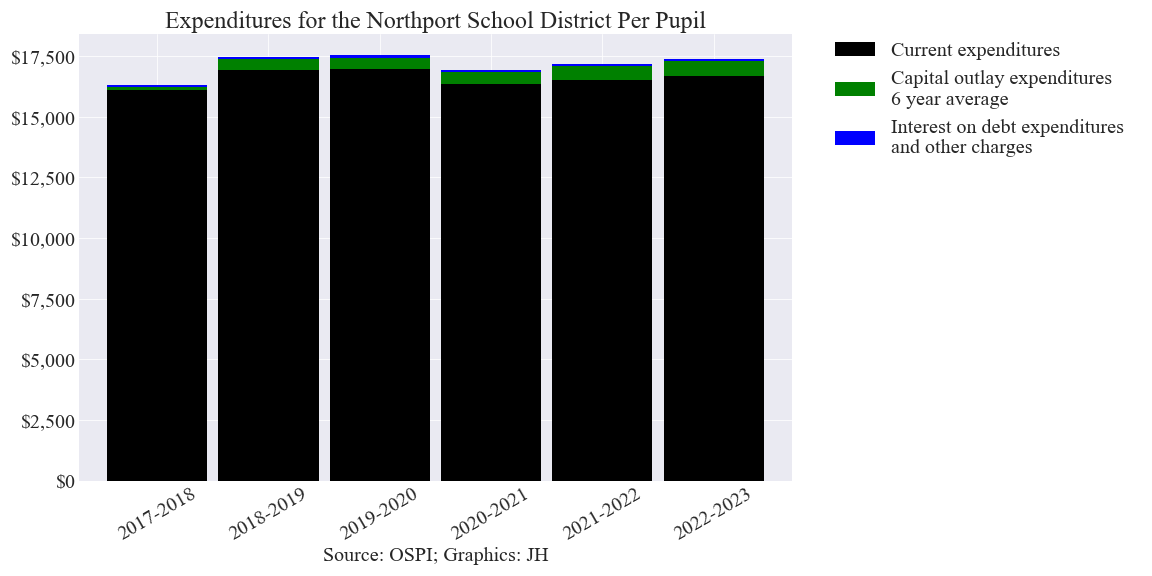 Expenditures for the Northport School District Per Pupil
$17,500
$15,000
$12,500
$10,000
$7,500
$5,000
$2,500
$0
2017-2018
2018-2019
2019-2020
2020-2021
2021-2022
2022-2023
Source: OSPI; Graphics: JH
Current expenditures
Capital outlay expenditures
6 year average
Interest on debt expenditures
and other charges